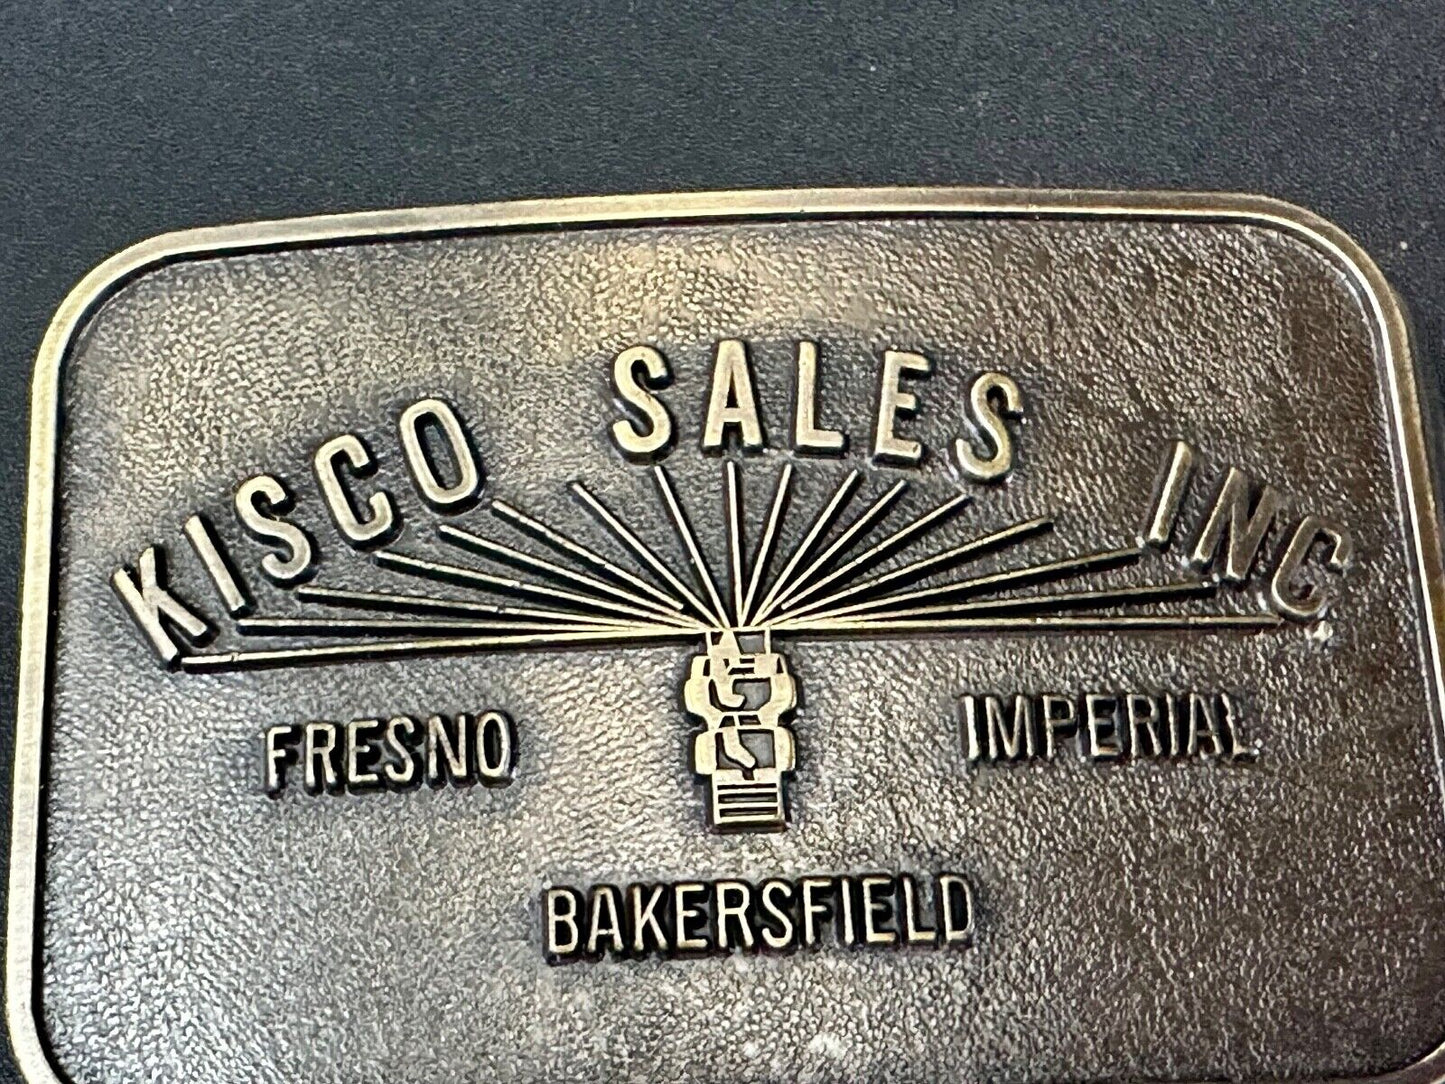 KISCO SALES INC.
FRESNO
IMPERIAL
BAKERSFIELD